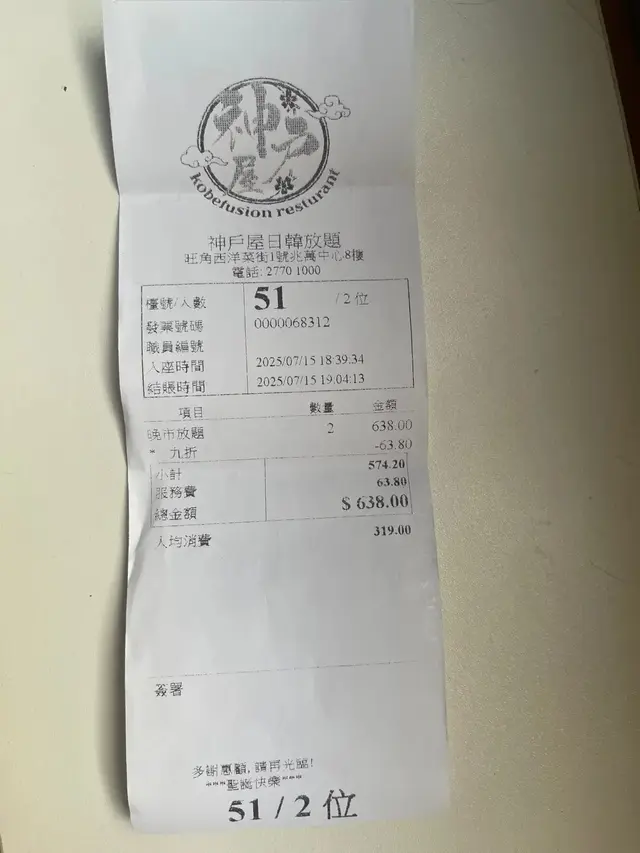 神戶屋
kobefusion resturant
神戶屋日韓放題
旺角西洋菜街1號兆萬中心8樓
電話: 2770 1000
檯號/人數 51 / 2 位
發票號碼 0000068312
職員編號
入座時間 2025/07/15 18:39:34
結賬時間 2025/07/15 19:04:13
項目 數量 金額
晚市放題 2 638.00
* 九折 -63.80
小計 574.20
服務費 63.80
總金額 $ 638.00
人均消費 319.00
簽署
多謝惠顧, 請再光臨!
***聖誕快樂***
51 / 2 位